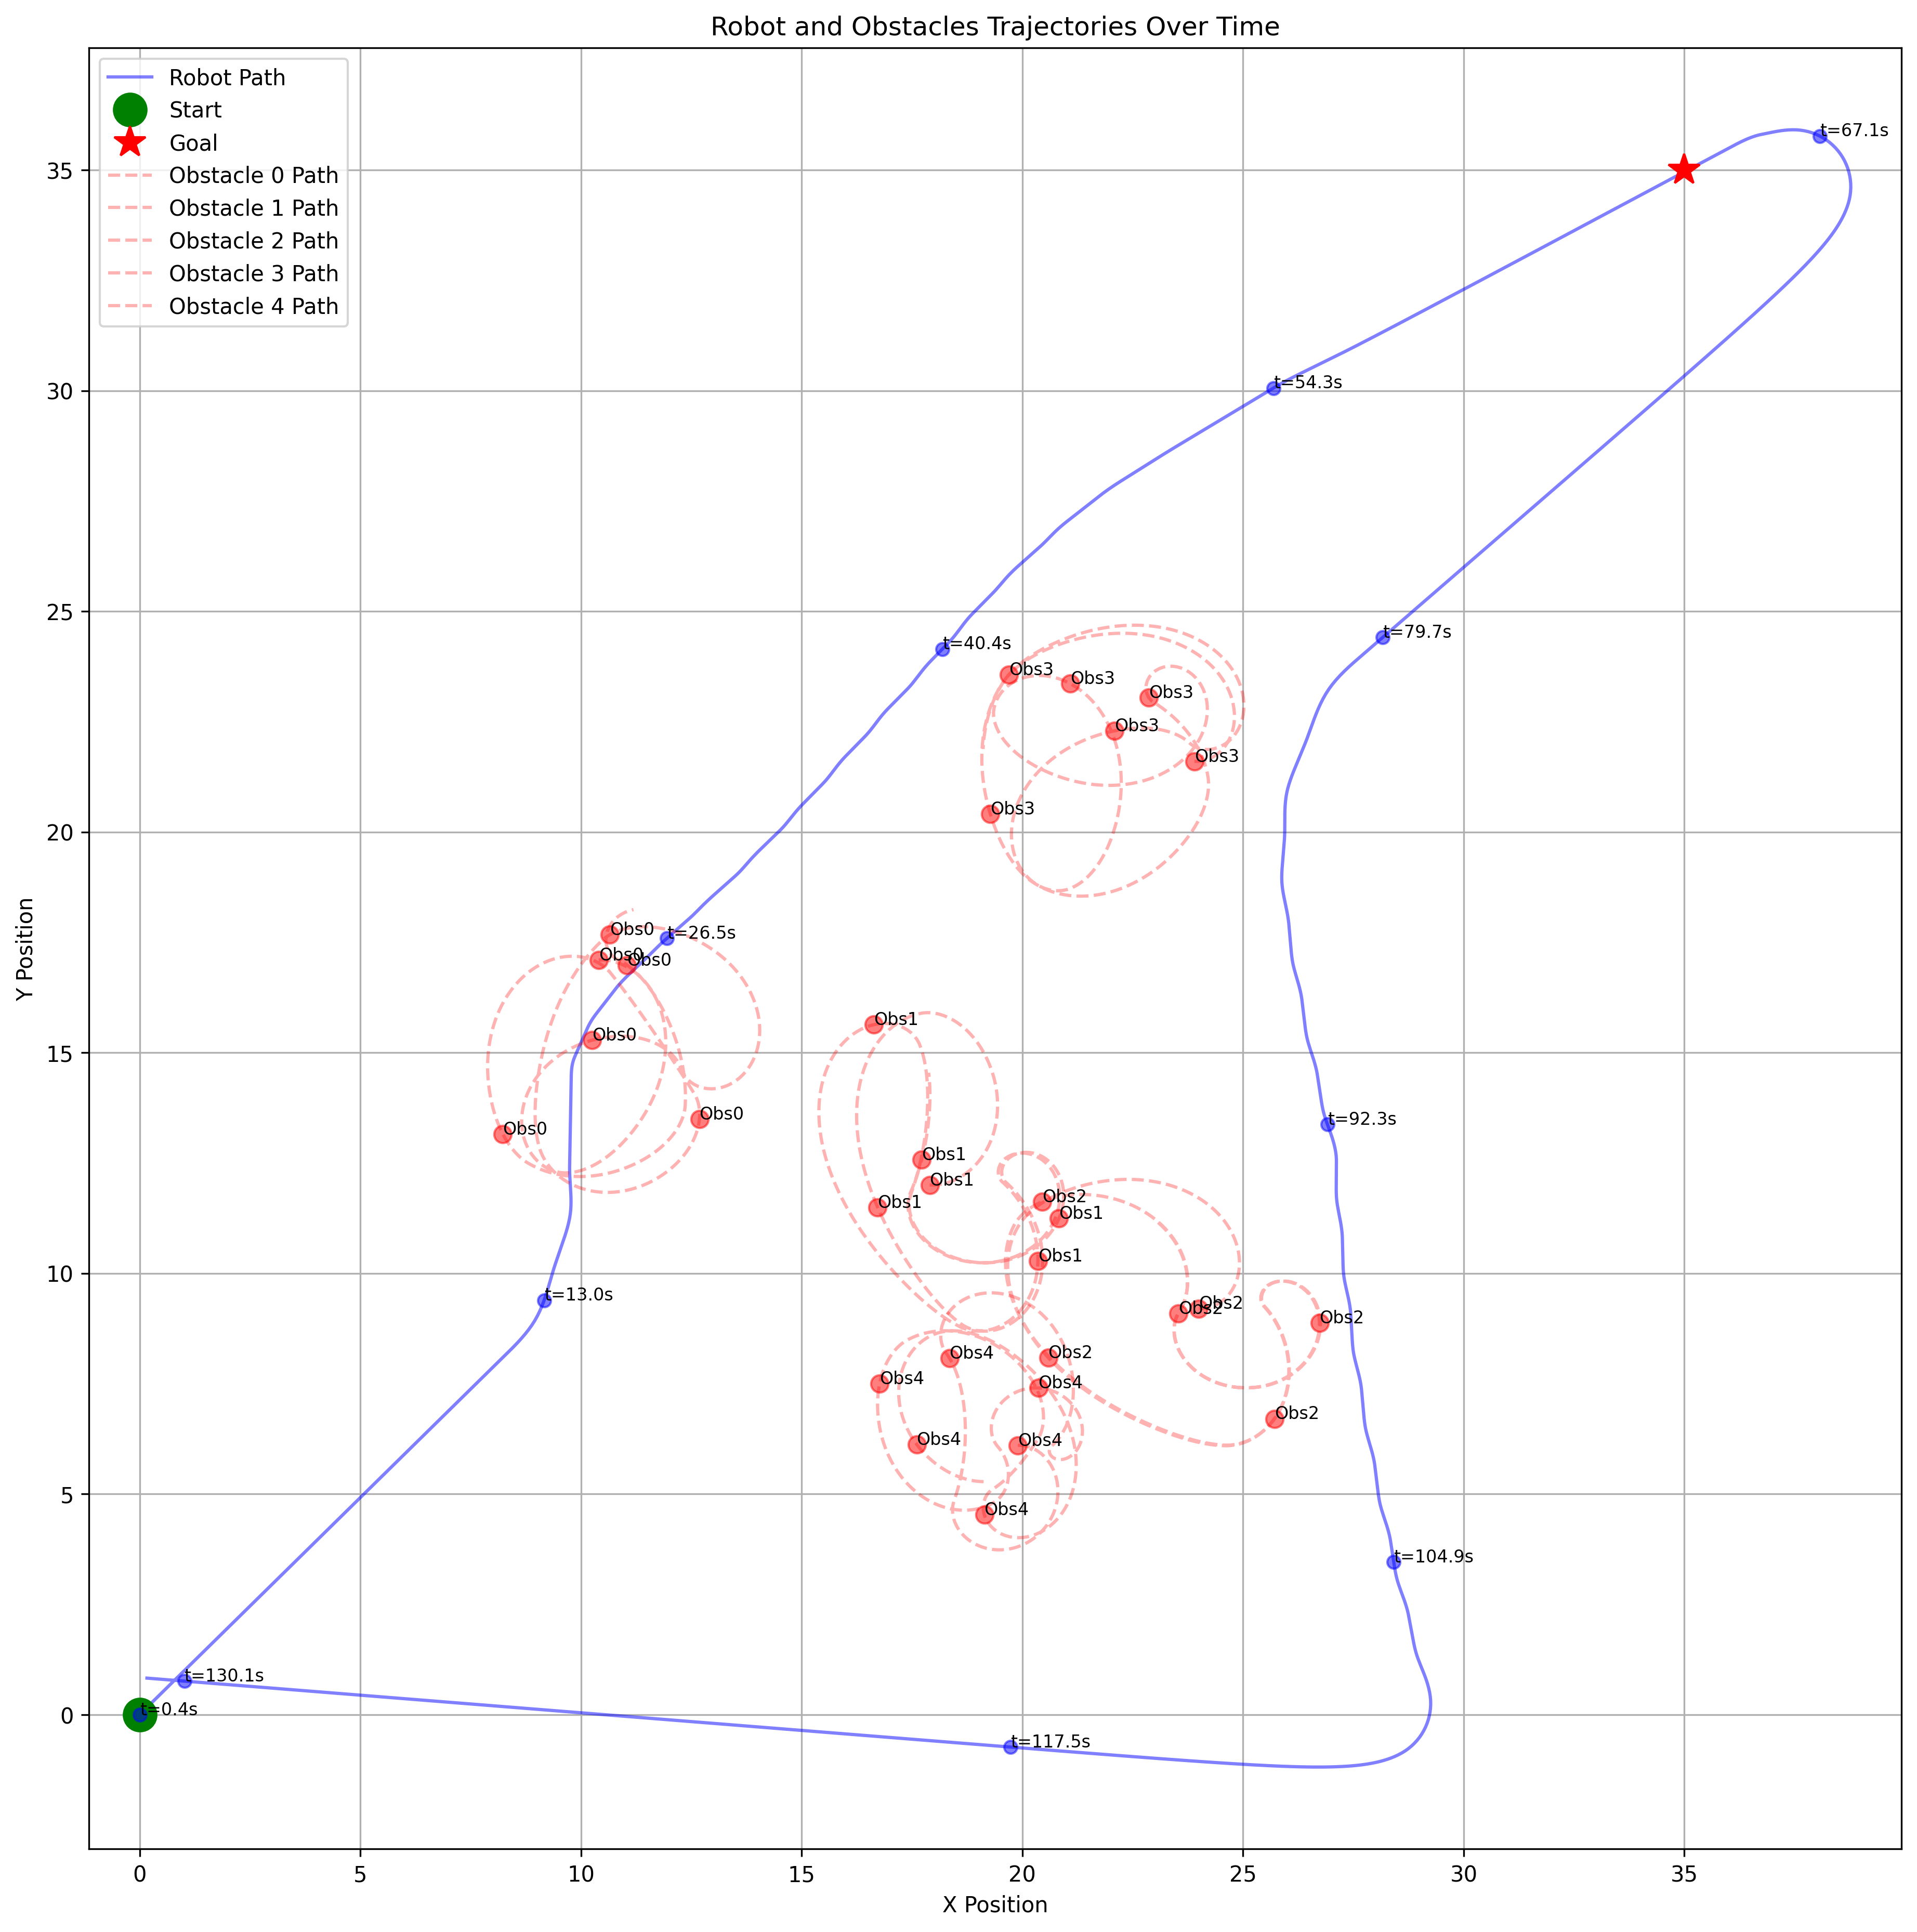 Robot and Obstacles Trajectories Over Time
Robot Path
Start
Goal
Obstacle 0 Path
Obstacle 1 Path
Obstacle 2 Path
Obstacle 3 Path
Obstacle 4 Path
t=67.1s
t=54.3s
t=40.4s
t=79.7s
Obs3
Obs3
Obs3
Obs3
Obs3
Obs3
Obs0
t=26.5s
Obs0
Obs0
Obs0
Obs0
Obs0
Obs1
t=92.3s
Obs1
Obs1
Obs1
Obs2
Obs1
Obs1
t=13.0s
Obs2
Obs2
Obs2
Obs4
Obs2
Obs4
Obs4
Obs2
Obs4
Obs4
Obs4
t=104.9s
t=130.1s
t=0.4s
t=117.5s
35
30
25
20
15
10
5
0
Y Position
0
5
10
15
20
25
30
35
X Position